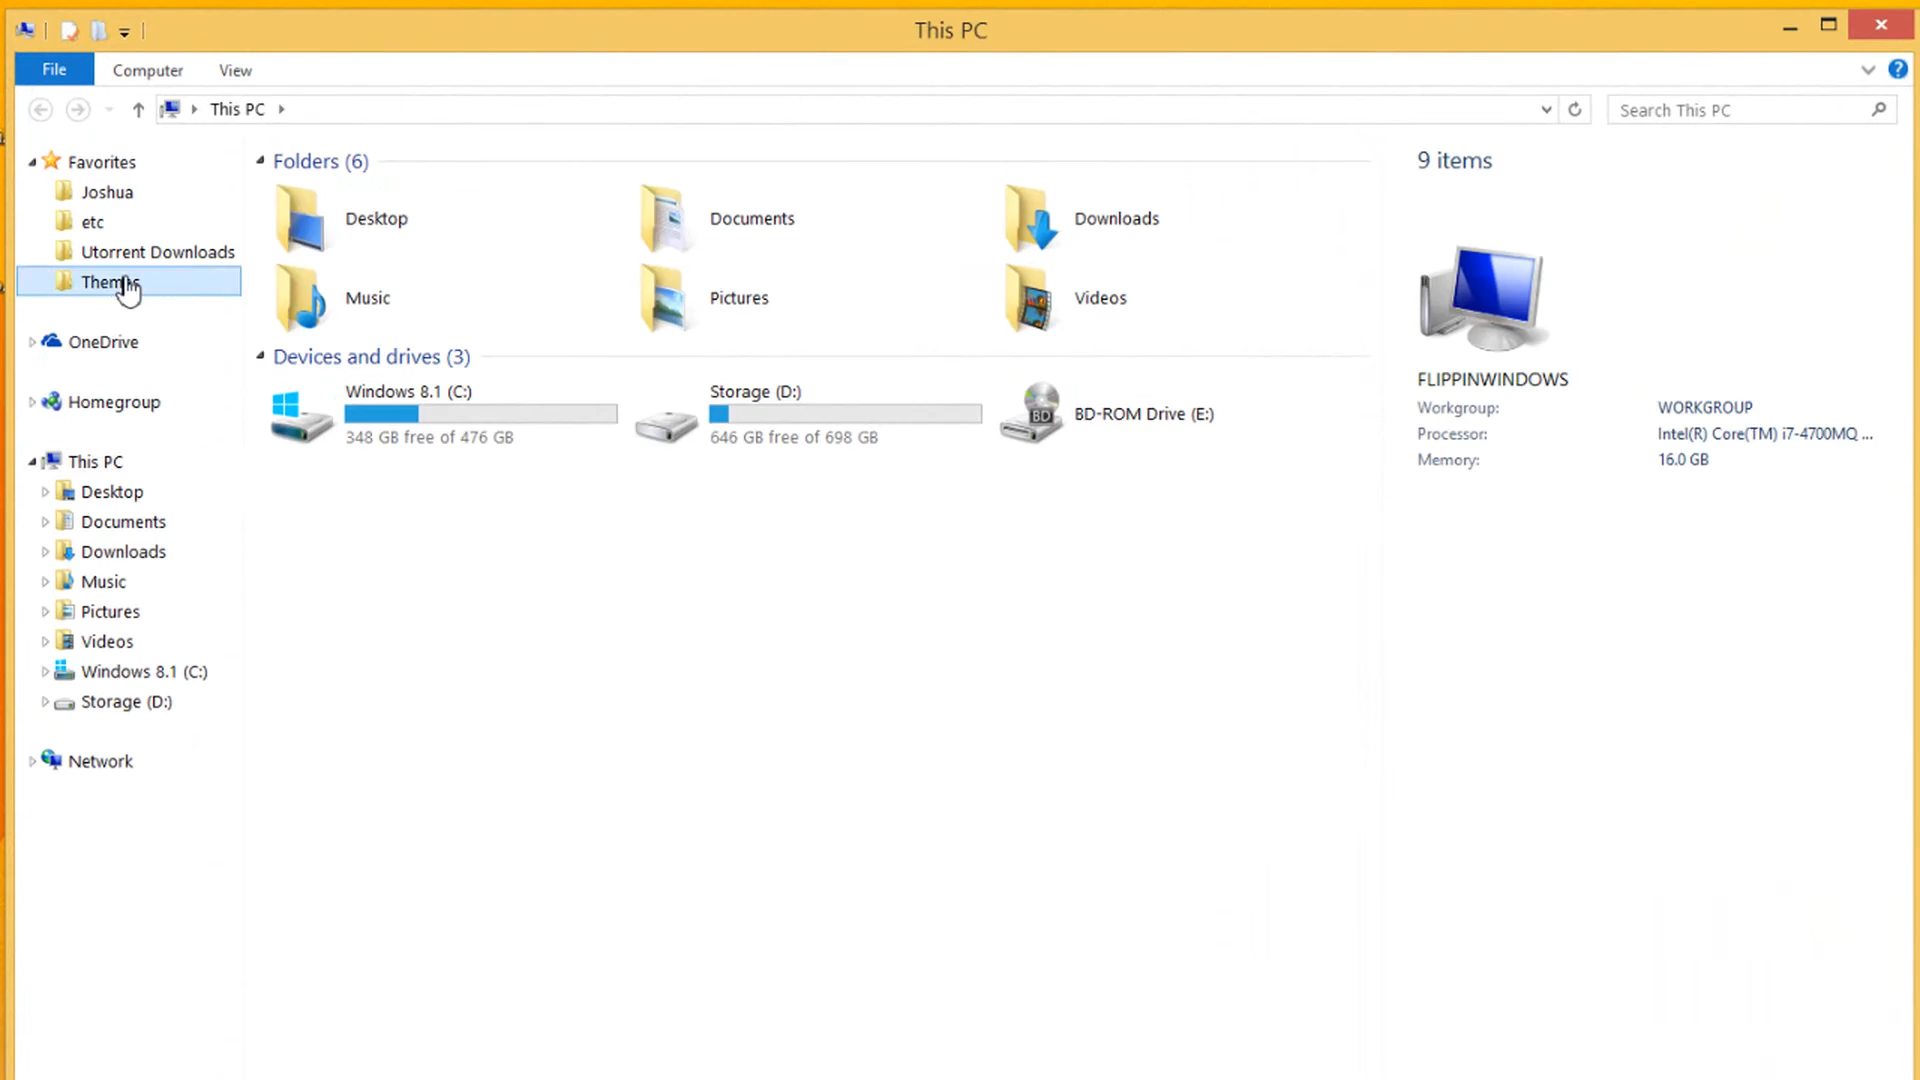 This PC
File
Computer
View
This PC
Search This PC
Favorites
Joshua
etc
Utorrent Downloads
OneDrive
Homegroup
This PC
Desktop
Documents
Downloads
Music
Pictures
Videos
Windows 8.1 (C:)
Storage (D:)
Network
Folders (6)
Desktop
Documents
Downloads
Music
Pictures
Videos
Devices and drives (3)
Windows 8.1 (C:)
348 GB free of 476 GB
Storage (D:)
646 GB free of 698 GB
BD
BD-ROM Drive (E:)
9 items
FLIPPINWINDOWS
Workgroup: WORKGROUP
Processor: Intel(R) Core(TM) i7-4700MQ ...
Memory: 16.0 GB